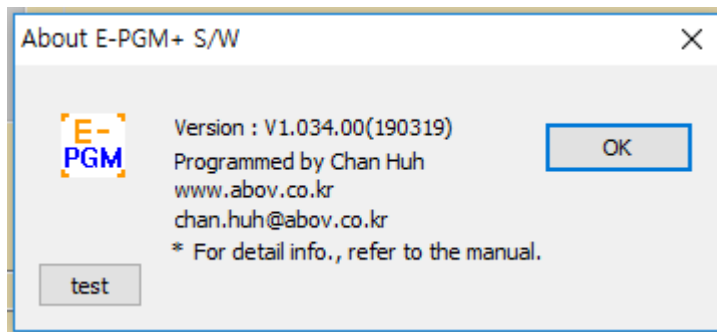 About E-PGM+ S/W
E-
PGM
Version : V1.034.00(190319)
Programmed by Chan Huh
www.abov.co.kr
chan.huh@abov.co.kr
* For detail info., refer to the manual.
OK
test